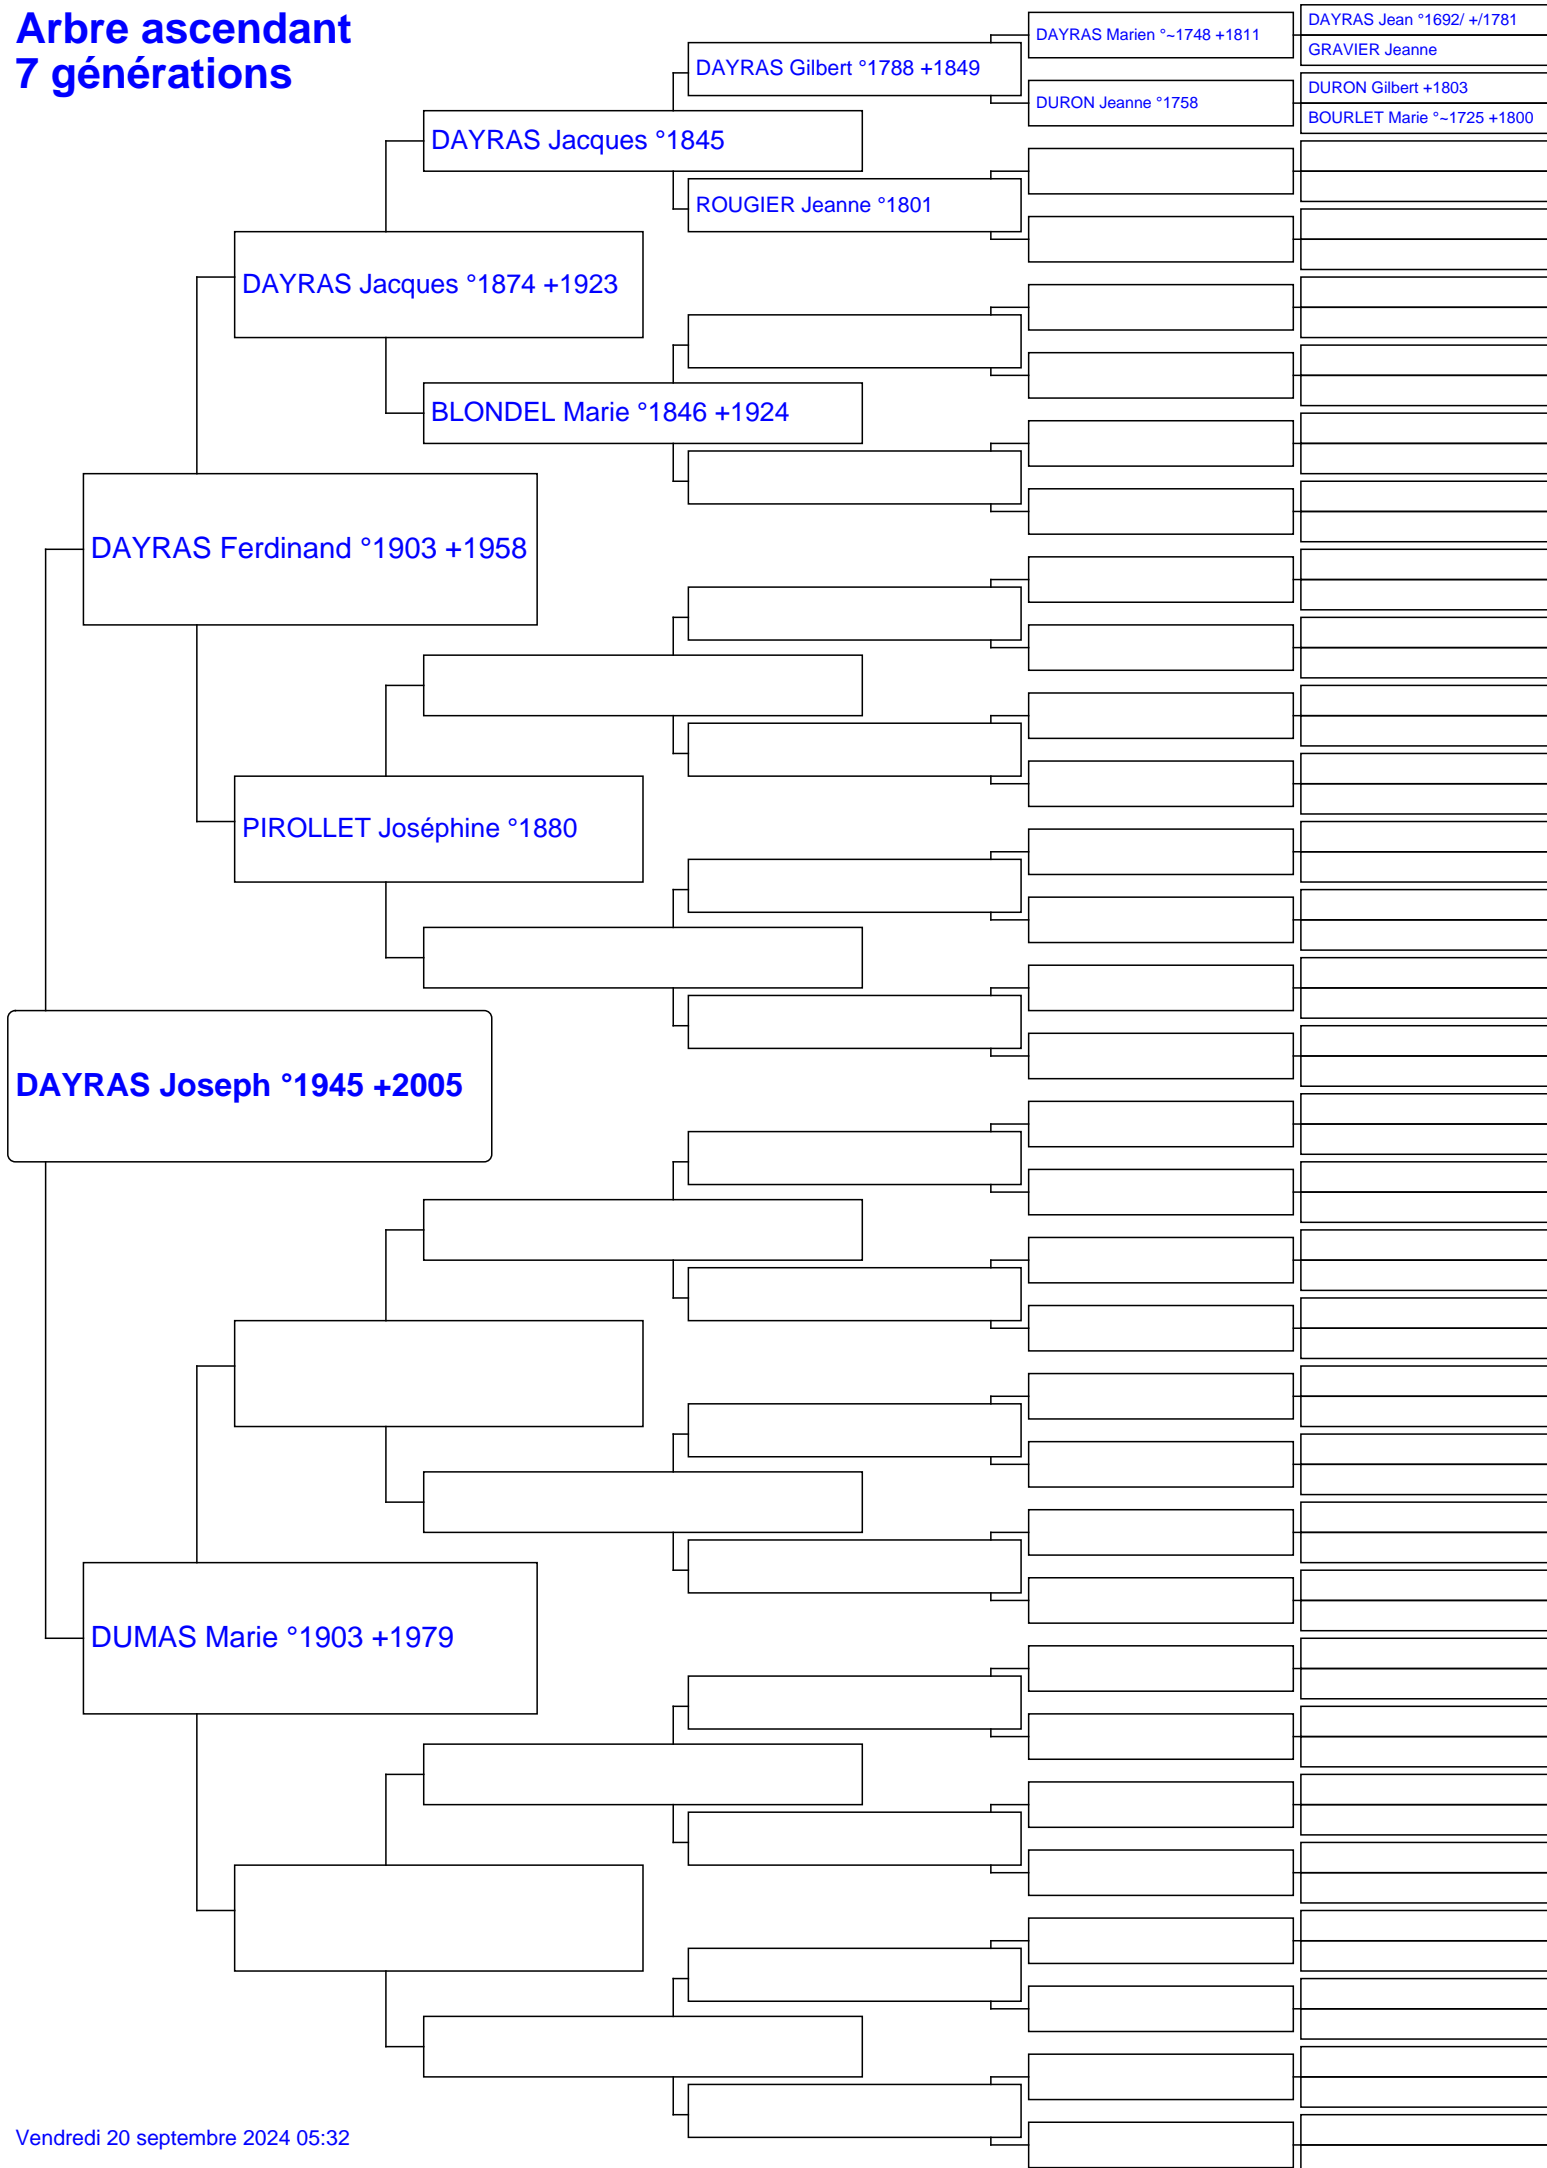 Arbre ascendant
7 générations
DAYRAS Joseph °1945 +2005
DAYRAS Ferdinand °1903 +1958
DUMAS Marie °1903 +1979
DAYRAS Jacques °1874 +1923
PIROLLET Joséphine °1880
DAYRAS Jacques °1845
BLONDEL Marie °1846 +1924
DAYRAS Gilbert °1788 +1849
ROUGIER Jeanne °1801
DAYRAS Marien °~1748 +1811
DURON Jeanne °1758
DAYRAS Jean °1692/ +/1781
GRAVIER Jeanne
DURON Gilbert +1803
BOURLET Marie °~1725 +1800
Vendredi 20 septembre 2024 05:32